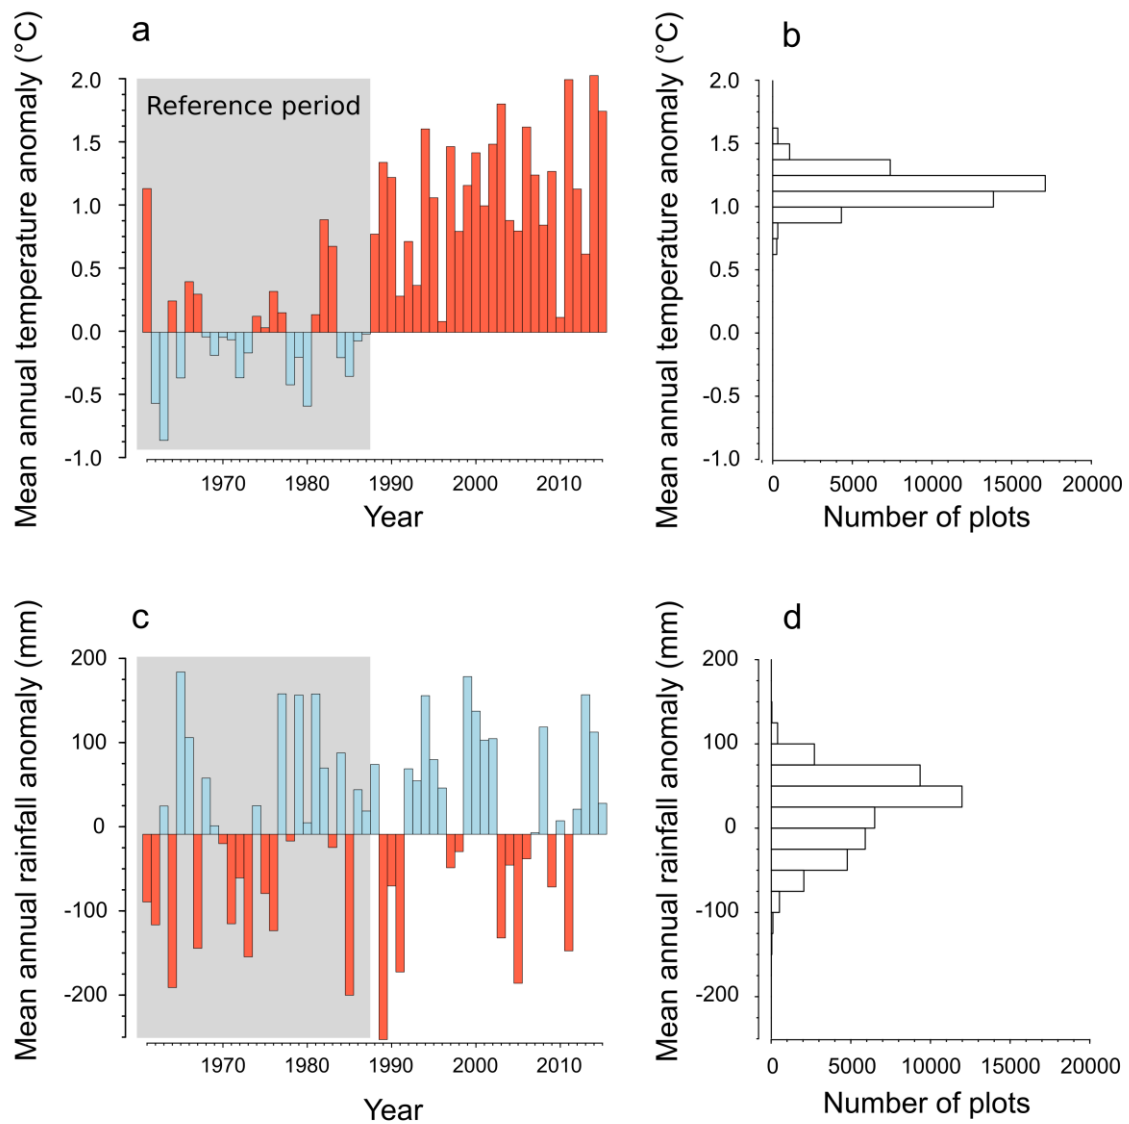 a
Mean annual temperature anomaly (°C)
Reference period
2.0
1.5
1.0
0.5
0.0
-0.5
-1.0
1970 1980 1990 2000 2010
Year
b
Mean annual temperature anomaly (°C)
2.0
1.5
1.0
0.5
0.0
-0.5
-1.0
0 5000 10000 15000 20000
Number of plots
c
Mean annual rainfall anomaly (mm)
200
100
0
-100
-200
1970 1980 1990 2000 2010
Year
d
Mean annual rainfall anomaly (mm)
200
100
0
-100
-200
0 5000 10000 15000 20000
Number of plots